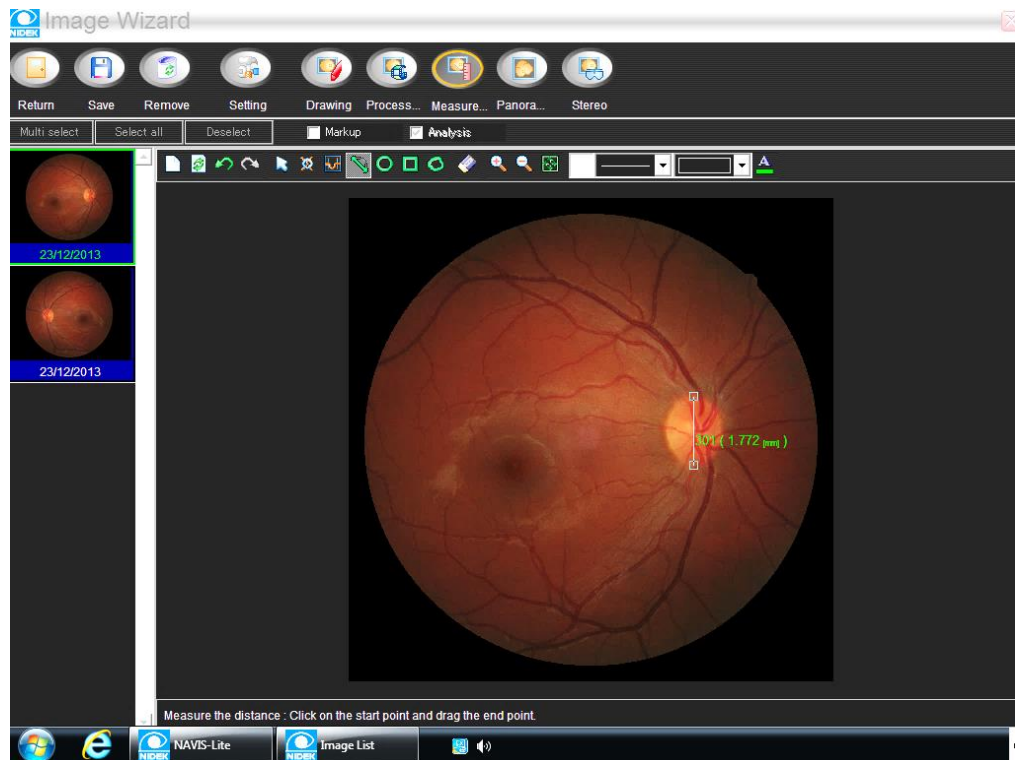 NIDEK Image Wizard
Return Save Remove Setting Drawing Process... Measure... Panora... Stereo
Multi select Select all Deselect Markup Analysis
A
23/12/2013
301 ( 1.772 [mm] )
23/12/2013
Measure the distance : Click on the start point and drag the end point.
NIDEK NAVIS-Lite NIDEK Image List